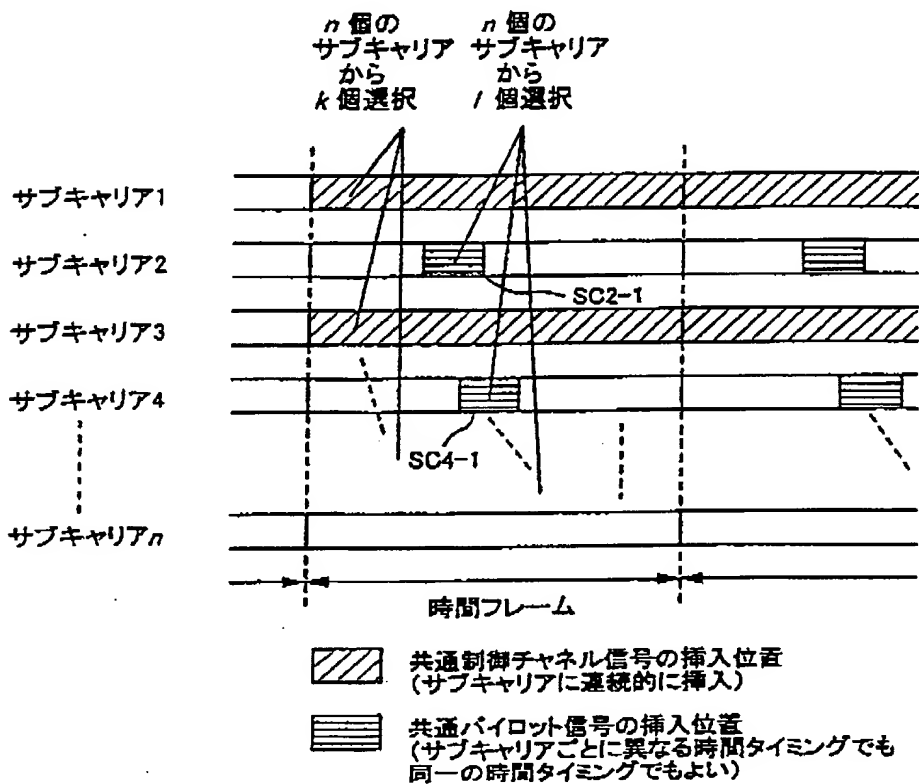 n個の
サブキャリア
から
k個選択
n個の
サブキャリア
から
l個選択
サブキャリア1
サブキャリア2
SC2-1
サブキャリア3
サブキャリア4
SC4-1
サブキャリアn
時間フレーム
共通制御チャネル信号の挿入位置
(サブキャリアに連続的に挿入)
共通パイロット信号の挿入位置
(サブキャリアごとに異なる時間タイミングでも
同一の時間タイミングでもよい)